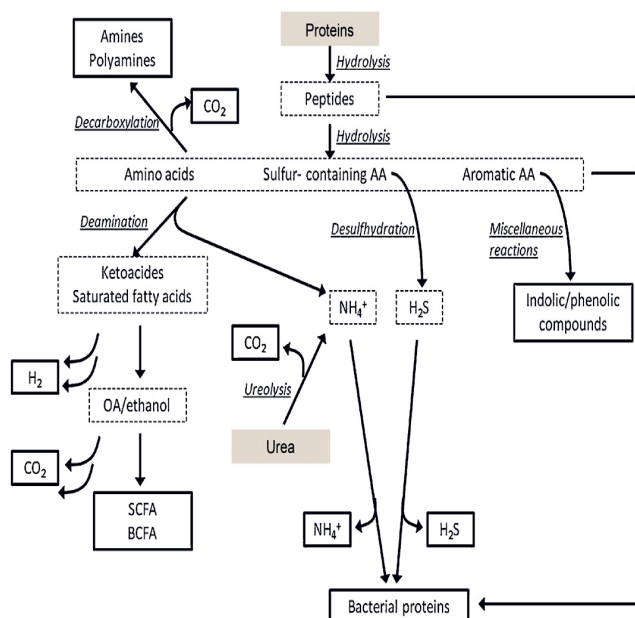 Proteins
Amines
Polyamines
Hydrolysis
CO₂
Peptides
Decarboxylation
Hydrolysis
Amino acids Sulfur- containing AA Aromatic AA
Deamination
Desulfhydration
Miscellaneous
reactions
Ketoacides
Saturated fatty acids
NH₄⁺
H₂S
Indolic/phenolic
compounds
CO₂
H₂
Ureolysis
OA/ethanol
Urea
CO₂
SCFA
BCFA
NH₄⁺
H₂S
Bacterial proteins